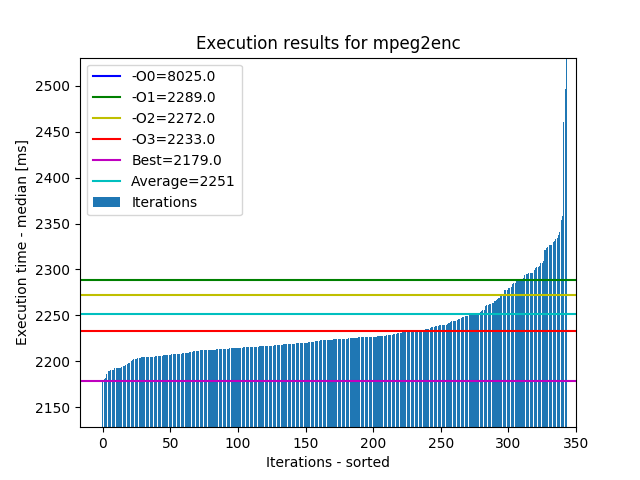 Execution results for mpeg2enc
-O0=8025.0
-O1=2289.0
-O2=2272.0
-O3=2233.0
Best=2179.0
Average=2251
Iterations
Execution time - median [ms]
2500
2450
2400
2350
2300
2250
2200
2150
0 50 100 150 200 250 300 350
Iterations - sorted